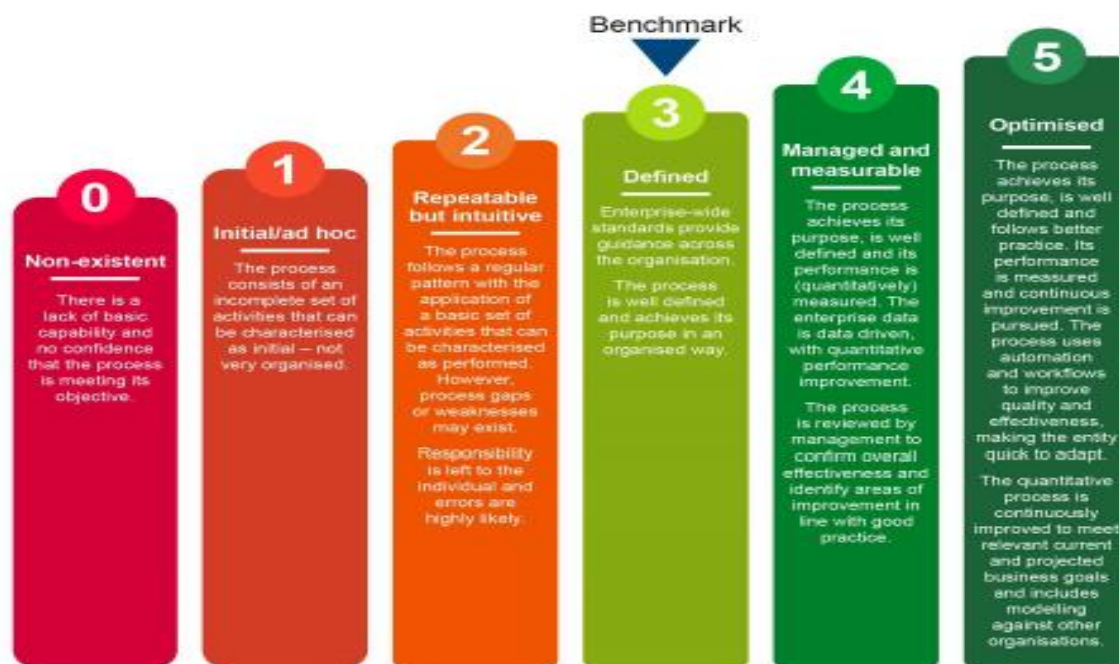 Benchmark
0
Non-existent
There is a
lack of basic
capability and
no confidence
that the process
is meeting its
objective.
1
Initial/ad hoc
The process
consists of an
incomplete set of
activities that can
be characterised
as initial – not
very organised.
2
Repeatable
but intuitive
The process
follows a regular
pattern with the
application of
a basic set of
activities that can
be characterised
as performed.
However,
process gaps
or weaknesses
may exist.
Responsibility
is left to the
individual and
errors are
highly likely.
3
Defined
Enterprise-wide
standards provide
guidance across
the organisation.
The process
is well defined
and achieves its
purpose in an
organised way.
4
Managed and
measurable
The process
achieves its
purpose, is well
defined and its
performance is
(quantitatively)
measured. The
enterprise data
is data driven,
with quantitative
performance
improvement.
The process
is reviewed by
management to
confirm overall
effectiveness and
identify areas of
improvement in
line with good
practice.
5
Optimised
The process
achieves its
purpose, is well
defined and
follows better
practice. Its
performance
is measured
and continuous
improvement is
pursued. The
process uses
automation
and workflows
to improve
quality and
effectiveness,
making the entity
quick to adapt.
The quantitative
process is
continuously
improved to meet
relevant current
and projected
business goals
and includes
modelling
against other
organisations.